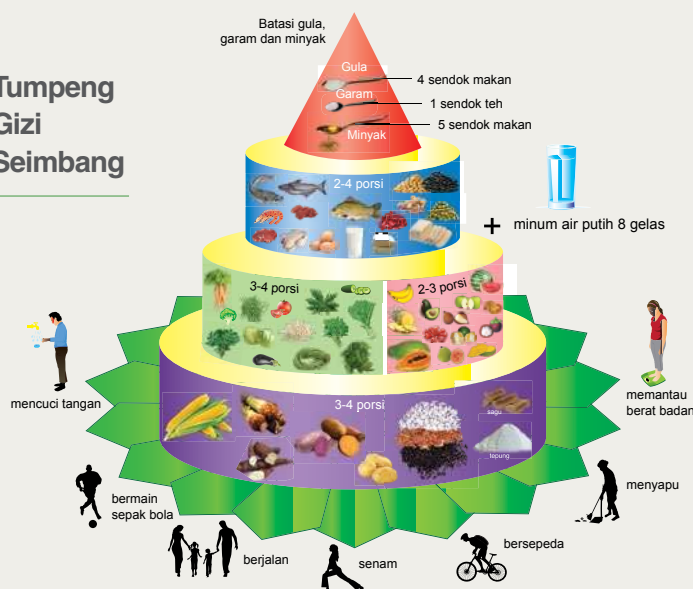 Batasi gula,
garam dan minyak
Tumpeng
Gizi
Seimbang
Gula
4 sendok makan
Garam
1 sendok teh
5 sendok makan
Minyak
2-4 porsi
+ minum air putih 8 gelas
3-4 porsi
2-3 porsi
mencuci tangan
memantau
berat badan
3-4 porsi
sagu
tepung
bermain
sepak bola
menyapu
berjalan
senam
bersepeda